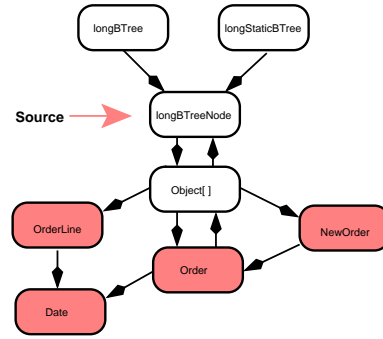 longBTree
longStaticBTree
Source
longBTreeNode
Object[ ]
OrderLine
NewOrder
Order
Date